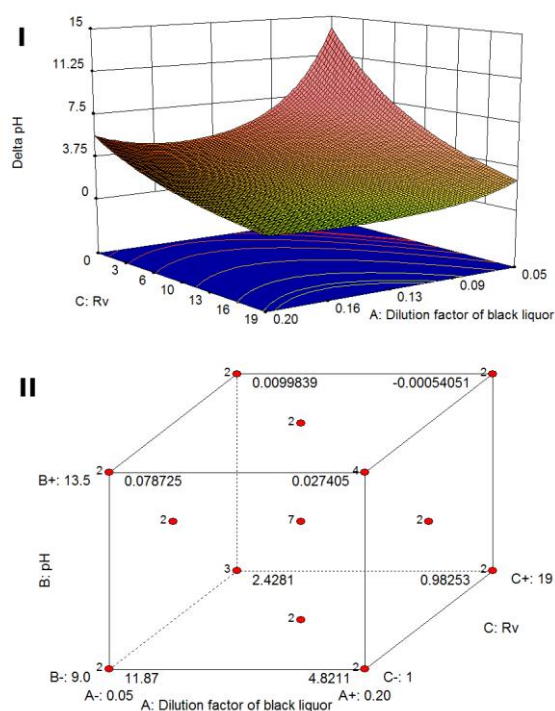 I
15
11.25
7.5
3.75
0
Delta pH
0
3
6
10
13
16
19
C: Rv
0.20
0.16
0.13
0.09
0.05
A: Dilution factor of black liquor
II
2
0.0099839
-0.00054051
2
2
B+: 13.5
2
0.078725
0.027405
4
2
7
2
B: pH
3
2.4281
0.98253
2
C+: 19
2
C: Rv
B-: 9.0
2
11.87
4.8211
2
C-: 1
A-: 0.05
A+: 0.20
A: Dilution factor of black liquor